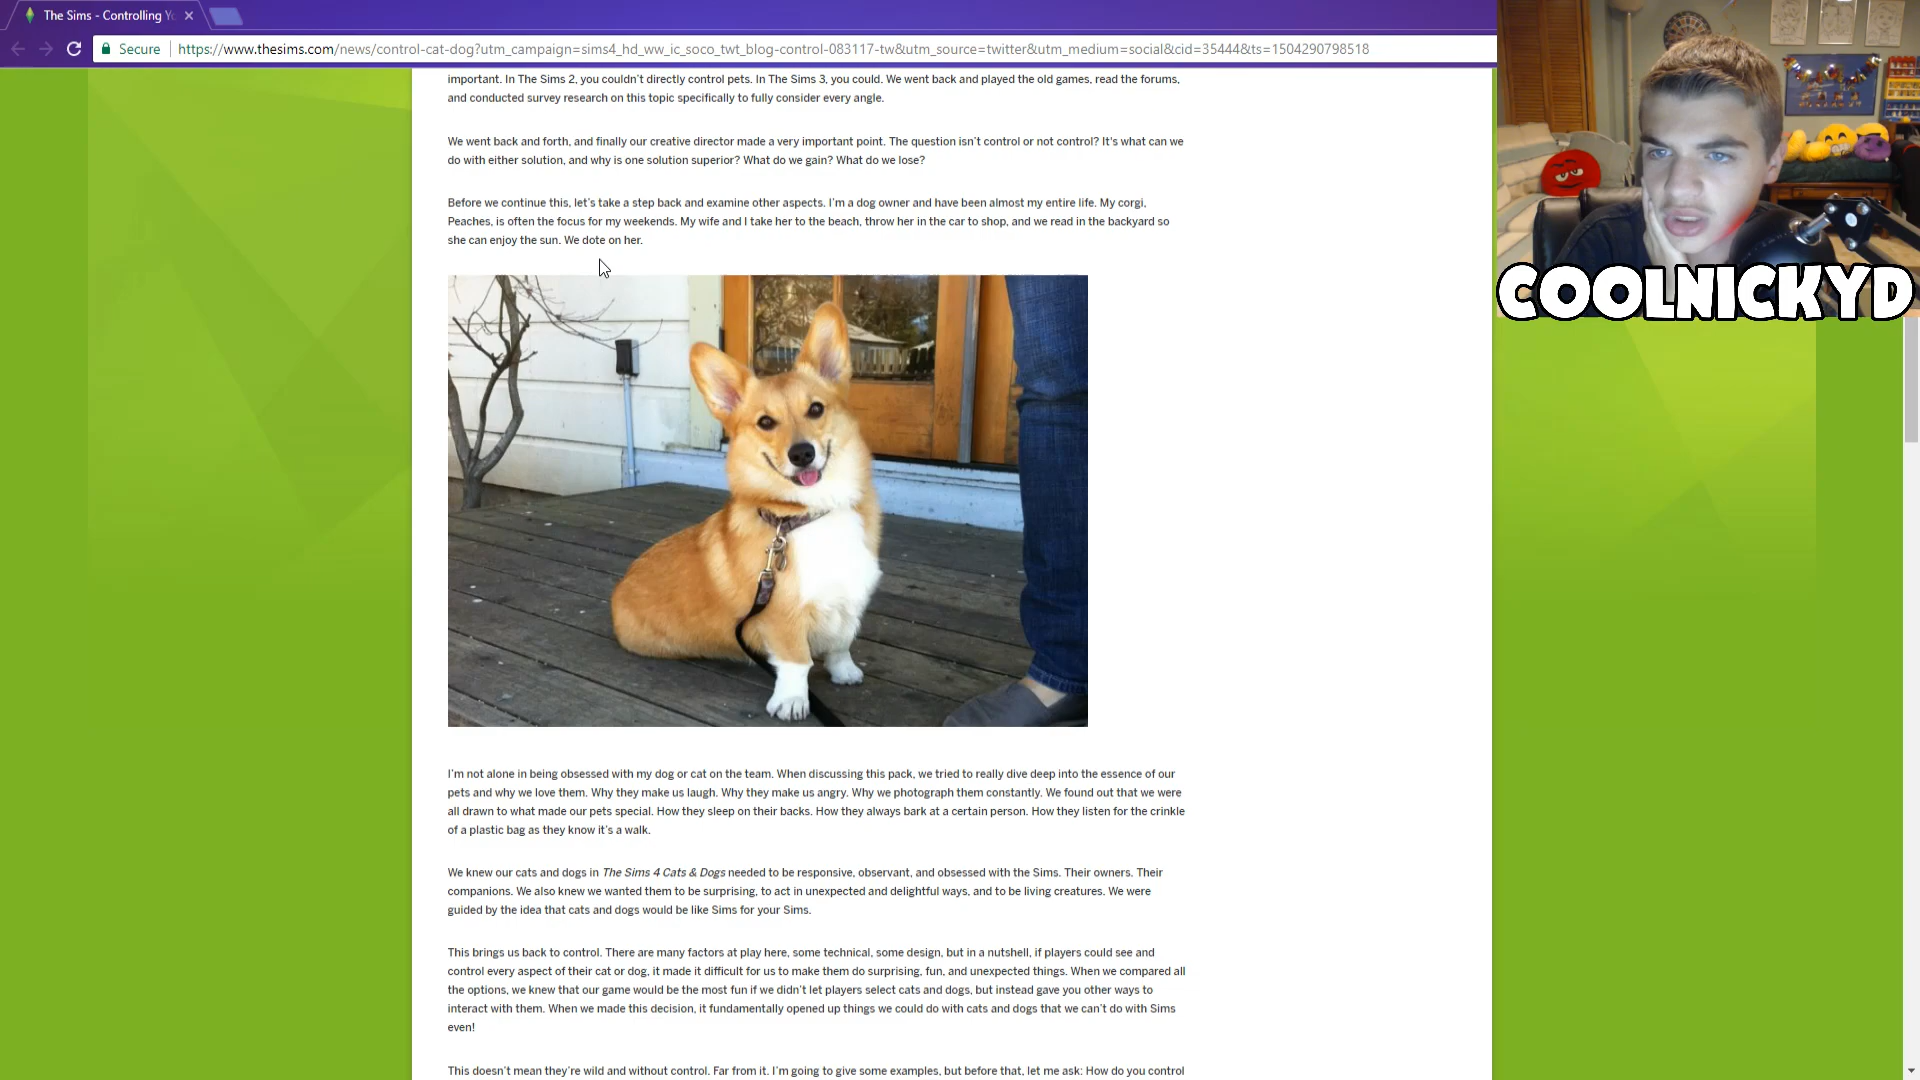 The Sims - Controlling Y
Secure
https://www.thesims.com/news/control-cat-dog?utm_campaign=sims4_hd_ww_ic_soco_twt_blog-control-083117-tw&utm_source=twitter&utm_medium=social&cid=35444&ts=1504290798518
important. In The Sims 2, you couldn't directly control pets. In The Sims 3, you could. We went back and played the old games, read the forums,
and conducted survey research on this topic specifically to fully consider every angle.
We went back and forth, and finally our creative director made a very important point. The question isn't control or not control? It's what can we
do with either solution, and why is one solution superior? What do we gain? What do we lose?
Before we continue this, let's take a step back and examine other aspects. I'm a dog owner and have been almost my entire life. My corgi,
Peaches, is often the focus for my weekends. My wife and I take her to the beach, throw her in the car to shop, and we read in the backyard so
she can enjoy the sun. We dote on her.
COOLNICKYD
I'm not alone in being obsessed with my dog or cat on the team. When discussing this pack, we tried to really dive deep into the essence of our
pets and why we love them. Why they make us laugh. Why they make us angry. Why we photograph them constantly. We found out that we were
all drawn to what made our pets special. How they sleep on their backs. How they always bark at a certain person. How they listen for the crinkle
of a plastic bag as they know it's a walk.
We knew our cats and dogs in The Sims 4 Cats & Dogs needed to be responsive, observant, and obsessed with the Sims. Their owners. Their
companions. We also knew we wanted them to be surprising, to act in unexpected and delightful ways, and to be living creatures. We were
guided by the idea that cats and dogs would be like Sims for your Sims.
This brings us back to control. There are many factors at play here, some technical, some design, but in a nutshell, if players could see and
control every aspect of their cat or dog, it made it difficult for us to make them do surprising, fun, and unexpected things. When we compared all
the options, we knew that our game would be the most fun if we didn't let players select cats and dogs, but instead gave you other ways to
interact with them. When we made this decision, it fundamentally opened up things we could do with cats and dogs that we can't do with Sims
even!
This doesn't mean they're wild and without control. Far from it. I'm going to give some examples, but before that, let me ask: How do you control